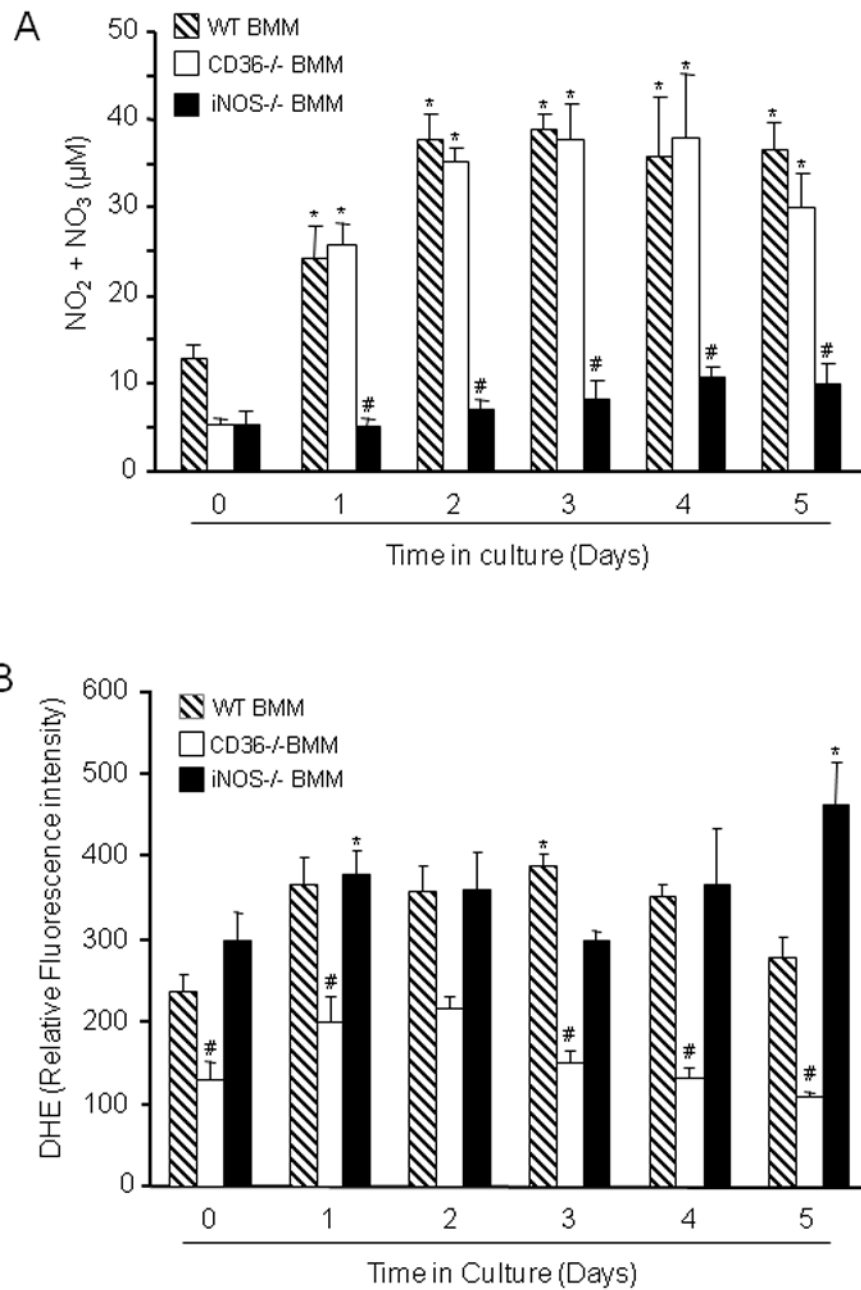 A
WT BMM
CD36-/- BMM
iNOS-/- BMM
NO₂ + NO₃ (µM)
50
40
30
20
10
0
* * # * * # * * # * * # * * #
0 1 2 3 4 5
Time in culture (Days)
B
WT BMM
CD36-/-BMM
iNOS-/- BMM
DHE (Relative Fluorescence intensity)
600
500
400
300
200
100
0
# # * * # # # *
0 1 2 3 4 5
Time in Culture (Days)